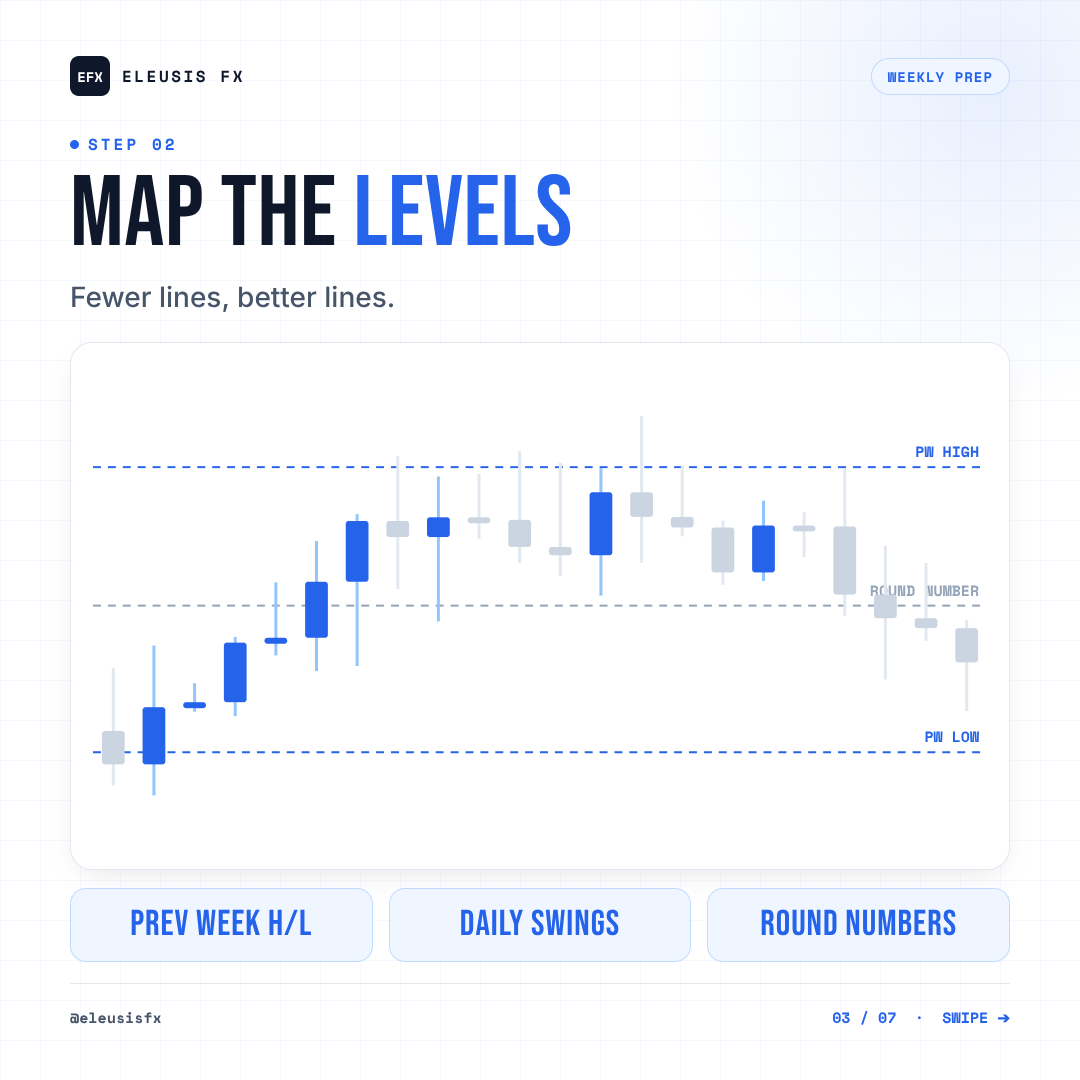 EFX ELEUSIS FX
WEEKLY PREP
STEP 02
MAP THE LEVELS
Fewer lines, better lines.
PW HIGH
ROUND NUMBER
PW LOW
PREV WEEK H/L
DAILY SWINGS
ROUND NUMBERS
@eleusisfx
03 / 07 · SWIPE →